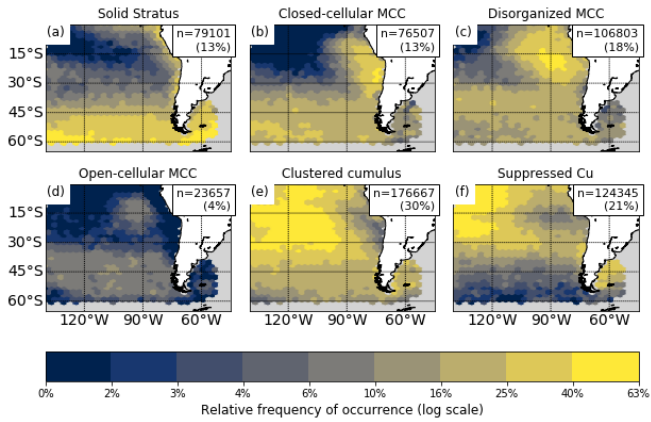 Solid Stratus
Closed-cellular MCC
Disorganized MCC
(a)
n=79101
(13%)
(b)
n=76507
(13%)
(c)
n=106803
(18%)
15°S
30°S
45°S
60°S
Open-cellular MCC
Clustered cumulus
Suppressed Cu
(d)
n=23657
(4%)
(e)
n=176667
(30%)
(f)
n=124345
(21%)
15°S
30°S
45°S
60°S
120°W 90°W 60°W
120°W 90°W 60°W
120°W 90°W 60°W
0% 2% 3% 4% 6% 10% 16% 25% 40% 63%
Relative frequency of occurrence (log scale)